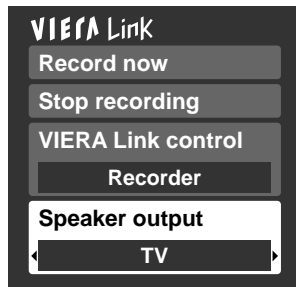 VIERA Link
Record now
Stop recording
VIERA Link control
Recorder
Speaker output
TV